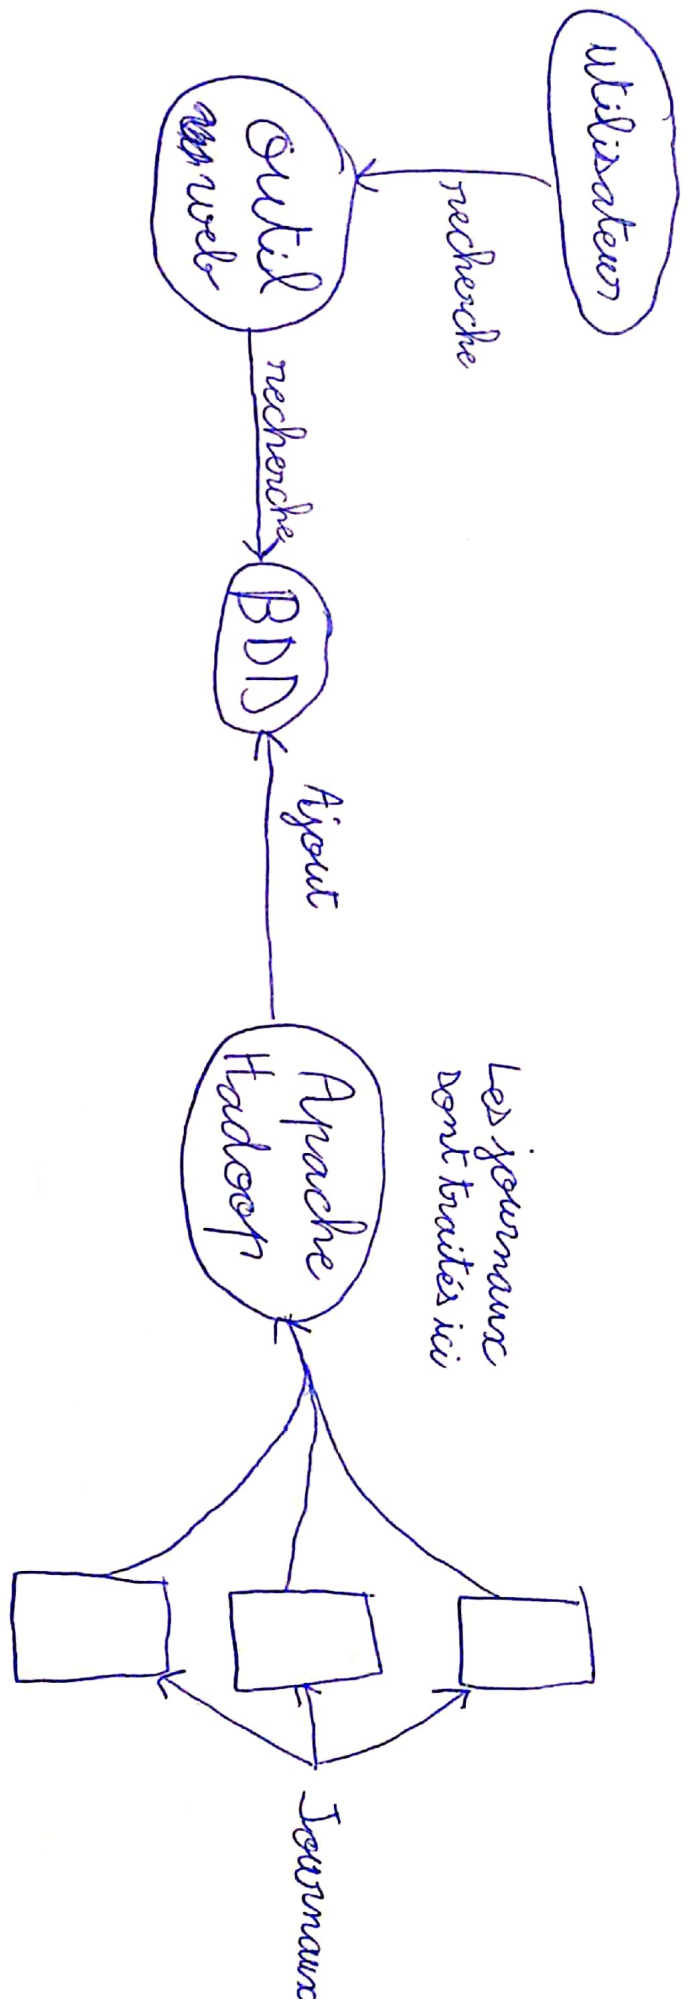 Utilisateur
recherche
Outil
web
recherche
BDD
Ajout
Les journaux
sont traités ici
Apache
Hadoop
Journaux